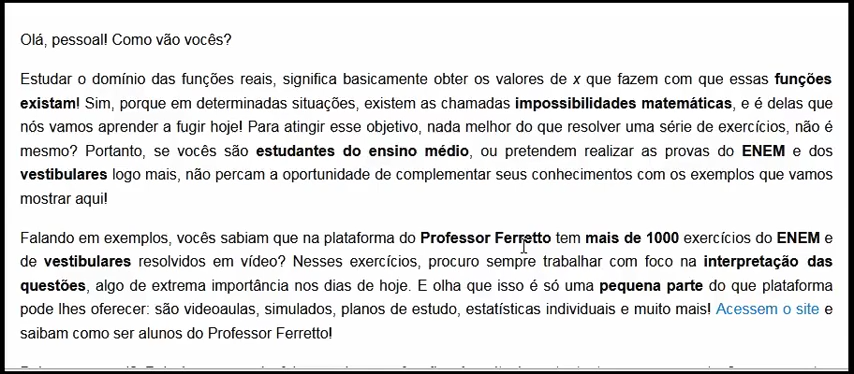 Olá, pessoal! Como vão vocês?
Estudar o domínio das funções reais, significa basicamente obter os valores de x que fazem com que essas funções
existam! Sim, porque em determinadas situações, existem as chamadas impossibilidades matemáticas, e é delas que
nós vamos aprender a fugir hoje! Para atingir esse objetivo, nada melhor do que resolver uma série de exercícios, não é
mesmo? Portanto, se vocês são estudantes do ensino médio, ou pretendem realizar as provas do ENEM e dos
vestibulares logo mais, não percam a oportunidade de complementar seus conhecimentos com os exemplos que vamos
mostrar aqui!
Falando em exemplos, vocês sabiam que na plataforma do Professor Ferretto tem mais de 1000 exercícios do ENEM e
de vestibulares resolvidos em vídeo? Nesses exercícios, procuro sempre trabalhar com foco na interpretação das
questões, algo de extrema importância nos dias de hoje. E olha que isso é só uma pequena parte do que plataforma
pode lhes oferecer: são videoaulas, simulados, planos de estudo, estatísticas individuais e muito mais! Acessem o site e
saibam como ser alunos do Professor Ferretto!